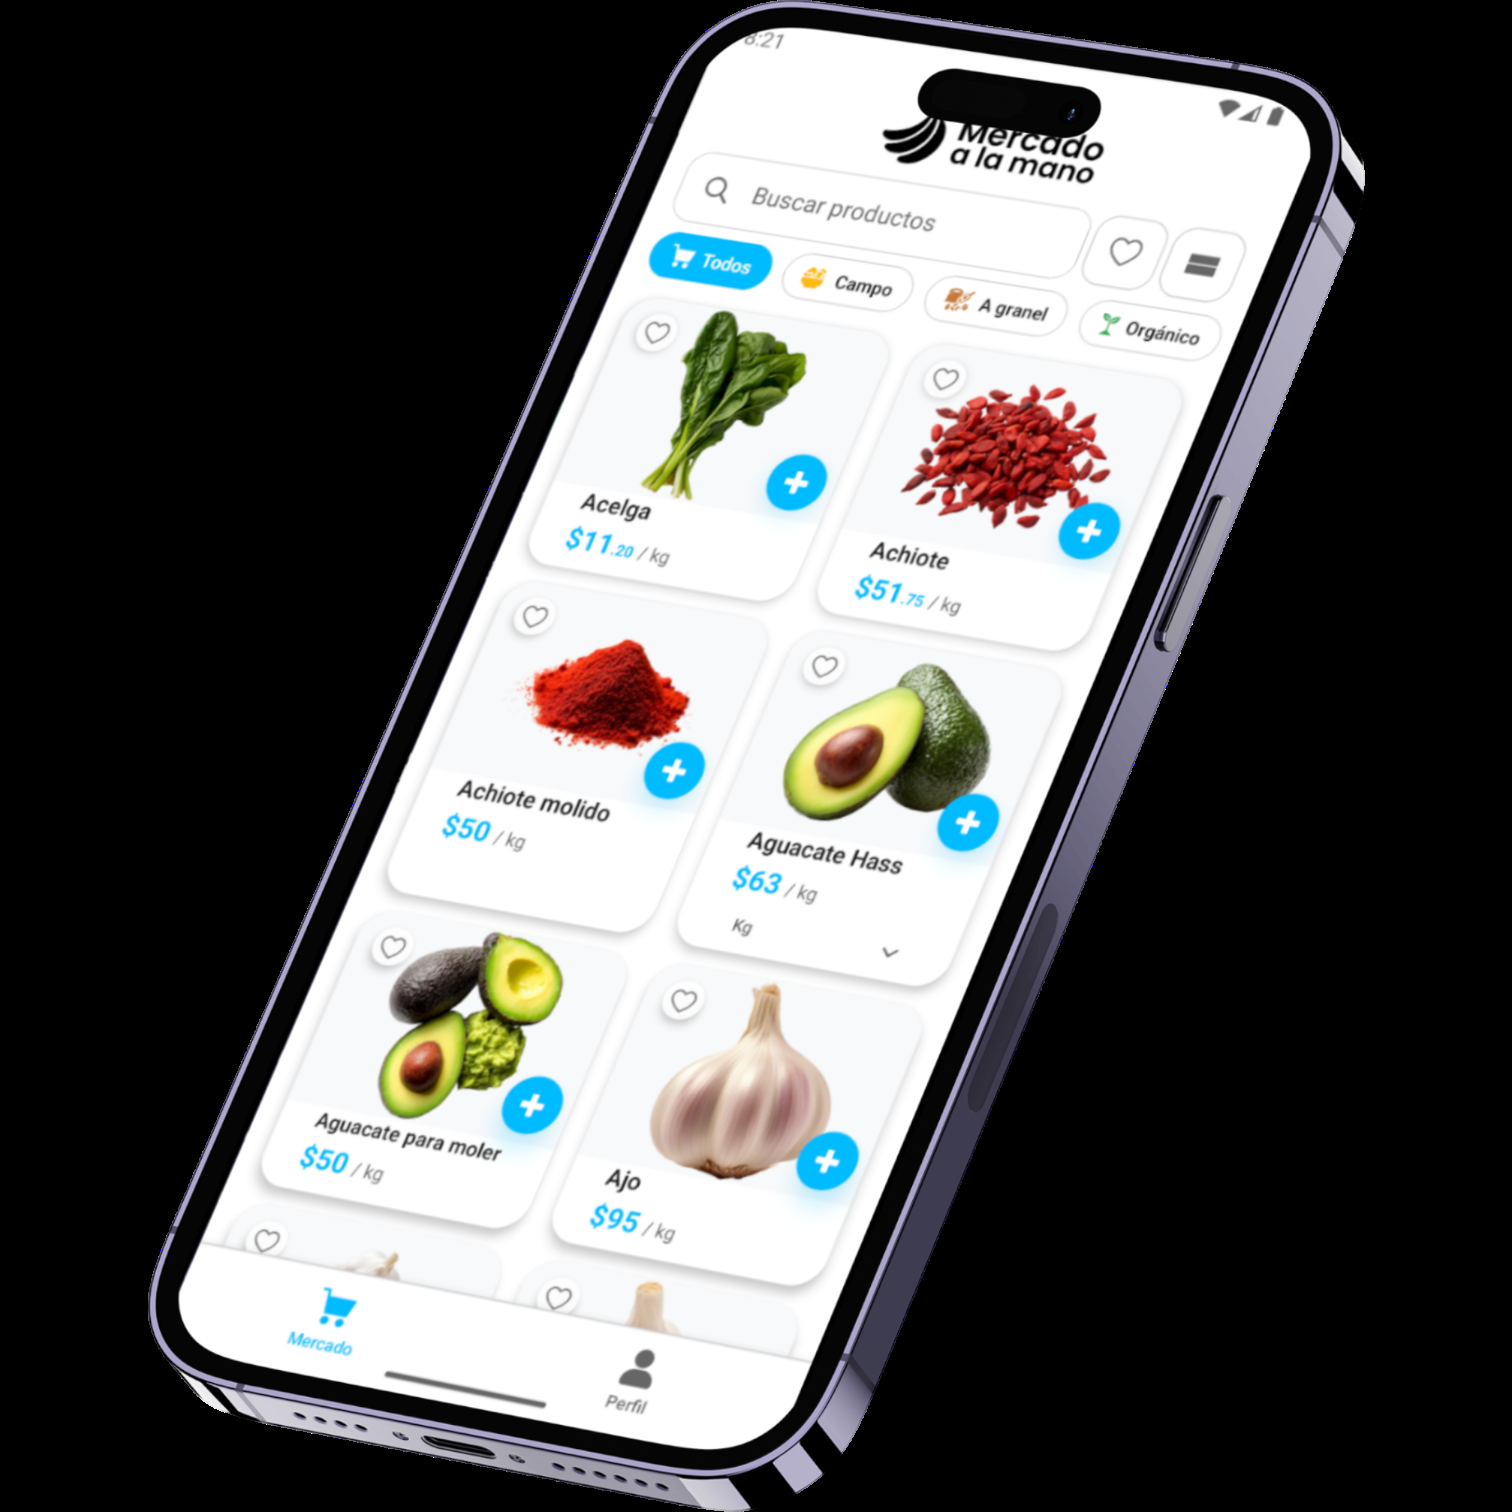 8:21
Mercado
a la mano
Buscar productos
Todos
Campo
A granel
Orgánico
Acelga
$11.20 / kg
Achiote
$51.75 / kg
Achiote molido
$50 / kg
Aguacate Hass
$63 / kg
Kg
Aguacate para moler
$50 / kg
Ajo
$95 / kg
Mercado
Perfil